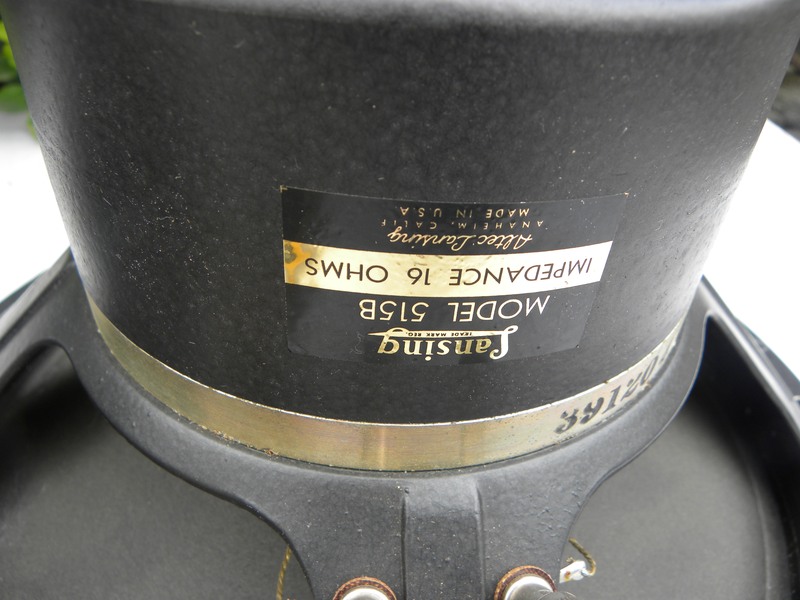 Lansing
TRADE MARK REG.
MODEL 515B
IMPEDANCE 16 OHMS
Altec Lansing
ANAHEIM, CALIF
MADE IN U.S.A